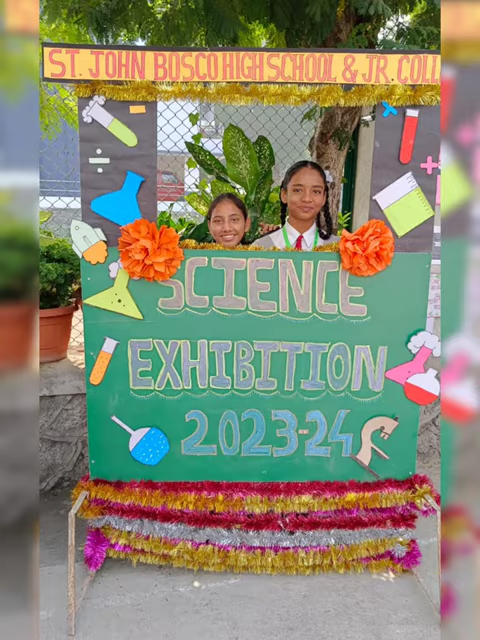 ST. JOHN BOSCO HIGH SCHOOL & JR. COLL
SCIENCE
EXHIBITION
2023-24